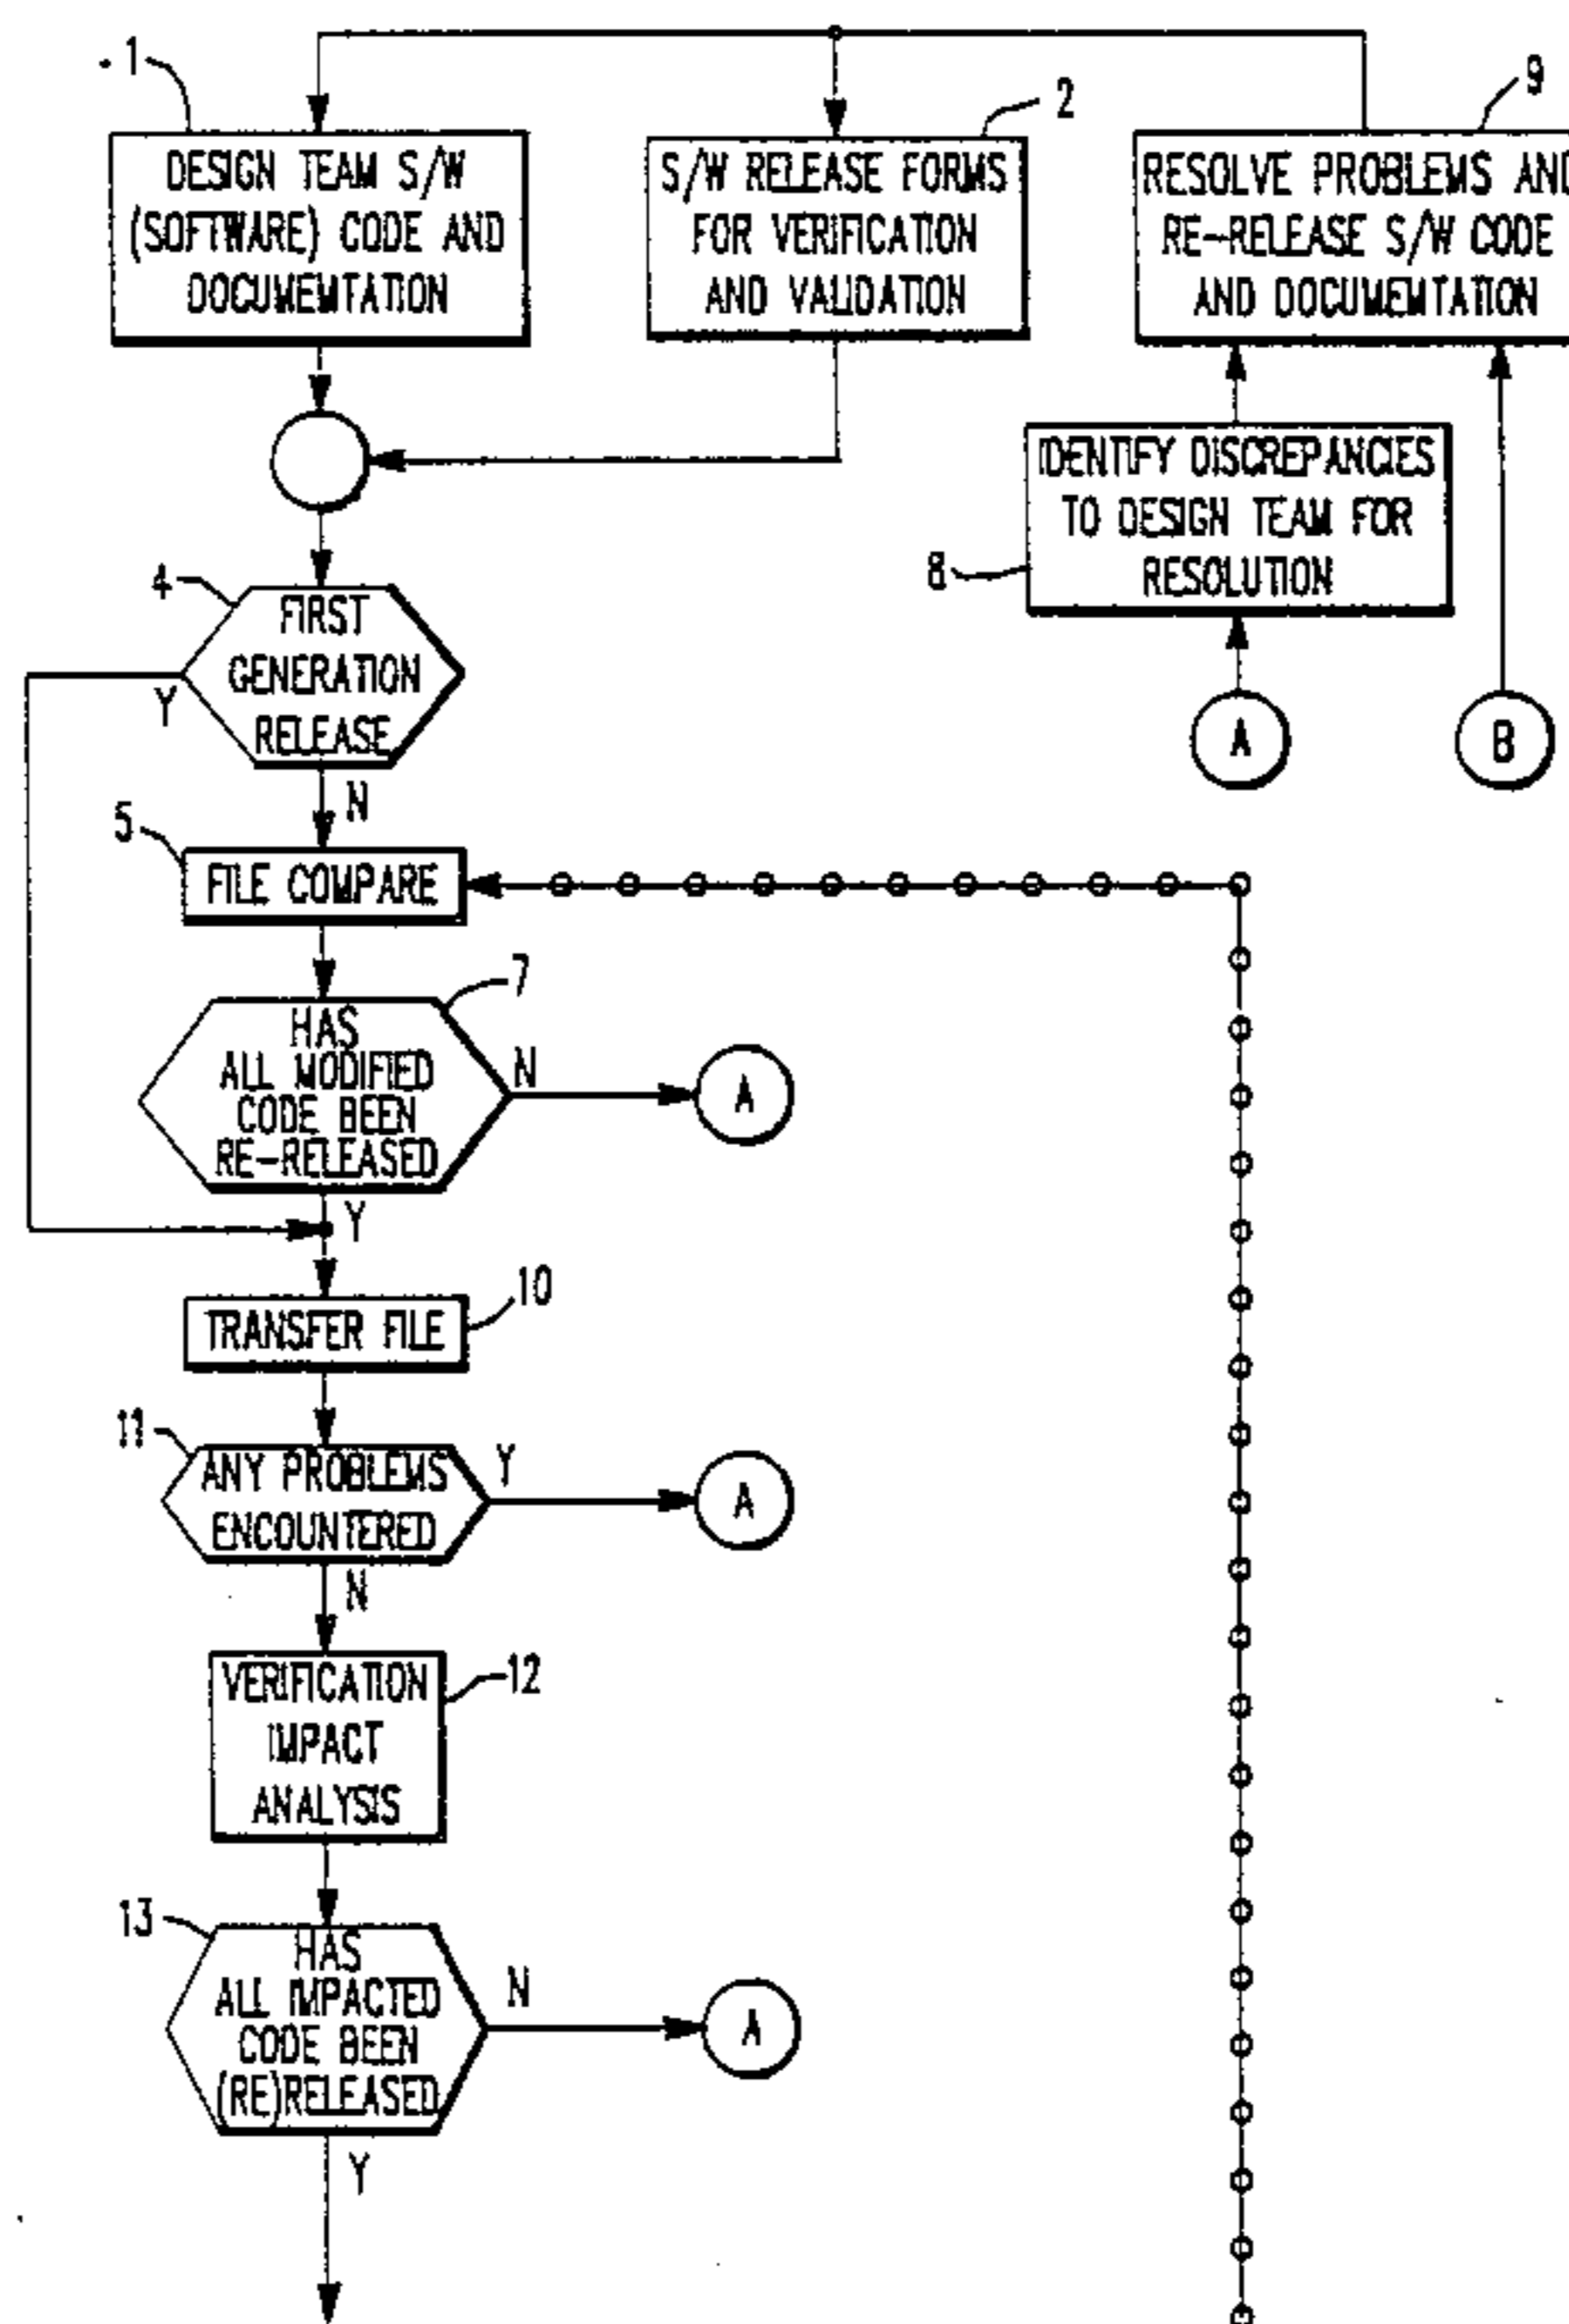 1
DESIGN TEAM S/W
(SOFTWARE) CODE AND
DOCUMEMTATION
2
S/W RELEASE FORMS
FOR VERIFICATION
AND VALIDATION
9
RESOLVE PROBLEMS AND
RE-RELEASE S/W CODE
AND DOCUMEMTATION
8
IDENTIFY DISCREPANCIES
TO DESIGN TEAM FOR
RESOLUTION
A
B
4
FIRST
GENERATION
RELEASE
Y
N
5
FILE COMPARE
7
HAS
ALL MODIFIED
CODE BEEN
RE-RELEASED
N
A
Y
10
TRANSFER FILE
11
ANY PROBLEMS
ENCOUNTERED
Y
A
N
12
VERIFICATION
IMPACT
ANALYSIS
13
HAS
ALL IMPACTED
CODE BEEN
(RE)RELEASED
N
A
Y